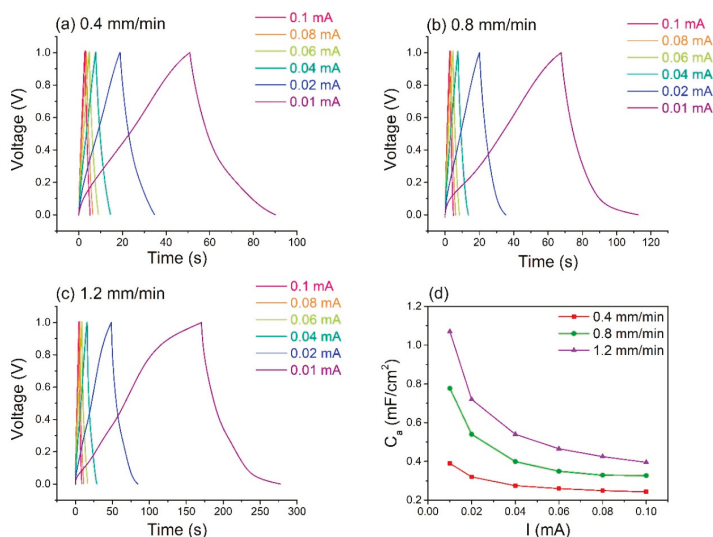 (a) 0.4 mm/min
0.1 mA
0.08 mA
0.06 mA
0.04 mA
0.02 mA
0.01 mA
Voltage (V)
1.0
0.8
0.6
0.4
0.2
0.0
0 20 40 60 80 100
Time (s)
(b) 0.8 mm/min
0.1 mA
0.08 mA
0.06 mA
0.04 mA
0.02 mA
0.01 mA
Voltage (V)
1.0
0.8
0.6
0.4
0.2
0.0
0 20 40 60 80 100 120
Time (s)
(c) 1.2 mm/min
0.1 mA
0.08 mA
0.06 mA
0.04 mA
0.02 mA
0.01 mA
Voltage (V)
1.0
0.8
0.6
0.4
0.2
0.0
0 50 100 150 200 250 300
Time (s)
(d)
0.4 mm/min
0.8 mm/min
1.2 mm/min
Cₐ (mF/cm²)
1.2
1.0
0.8
0.6
0.4
0.2
0.00 0.02 0.04 0.06 0.08 0.10
I (mA)